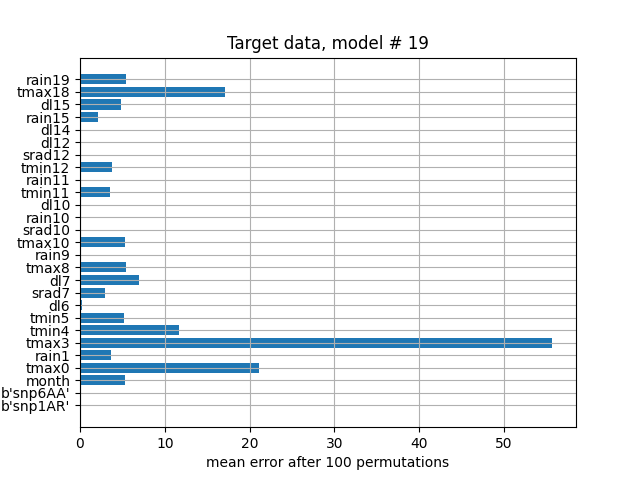 Target data, model # 19
rain19
tmax18
dl15
rain15
dl14
dl12
srad12
tmin12
rain11
tmin11
dl10
rain10
srad10
tmax10
rain9
tmax8
dl7
srad7
dl6
tmin5
tmin4
tmax3
rain1
tmax0
month
b'snp6AA'
b'snp1AR'
0 10 20 30 40 50
mean error after 100 permutations